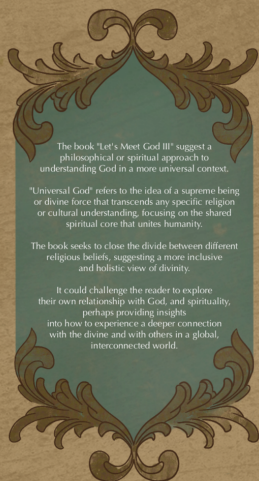 The book "Let's Meet God III" suggest a
philosophical or spiritual approach to
understanding God in a more universal context.
"Universal God" refers to the idea of a supreme being
or divine force that transcends any specific religion
or cultural understanding, focusing on the shared
spiritual core that unites humanity.
The book seeks to close the divide between different
religious beliefs, suggesting a more inclusive
and holistic view of divinity.
It could challenge the reader to explore
their own relationship with God, and spirituality,
perhaps providing insights
into how to experience a deeper connection
with the divine and with others in a global,
interconnected world.